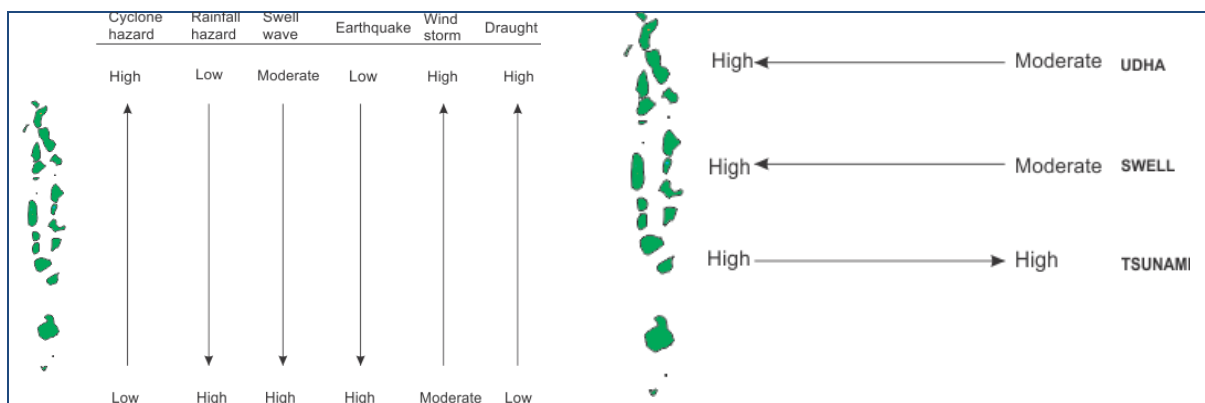 Cyclone hazard Rainfall hazard Swell wave Earthquake Wind storm Draught
High Low Moderate Low High High
Low High High High Moderate Low
High Moderate UDHA
High Moderate SWELL
High High TSUNAMI